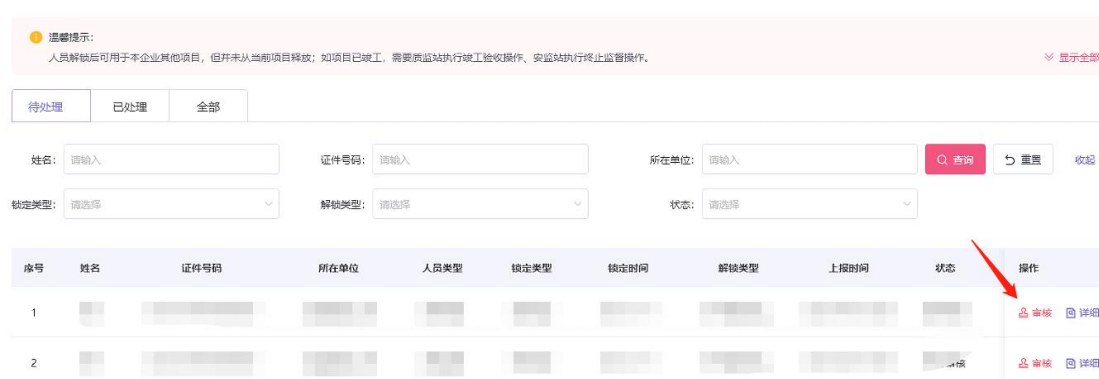 温馨提示：
人员解锁后可用于本企业其他项目，但并未从当前项目释放；如项目已竣工，需要质监站执行竣工验收操作、安监站执行终止监督操作。 显示全部
待处理 已处理 全部
姓名： 请输入 证件号码： 请输入 所在单位： 请输入 查询 重置 收起
锁定类型： 请选择 解锁类型： 请选择 状态： 请选择
序号 姓名 证件号码 所在单位 人员类型 锁定类型 锁定时间 解锁类型 上报时间 状态 操作
1 审核 详细
2 审核 详细